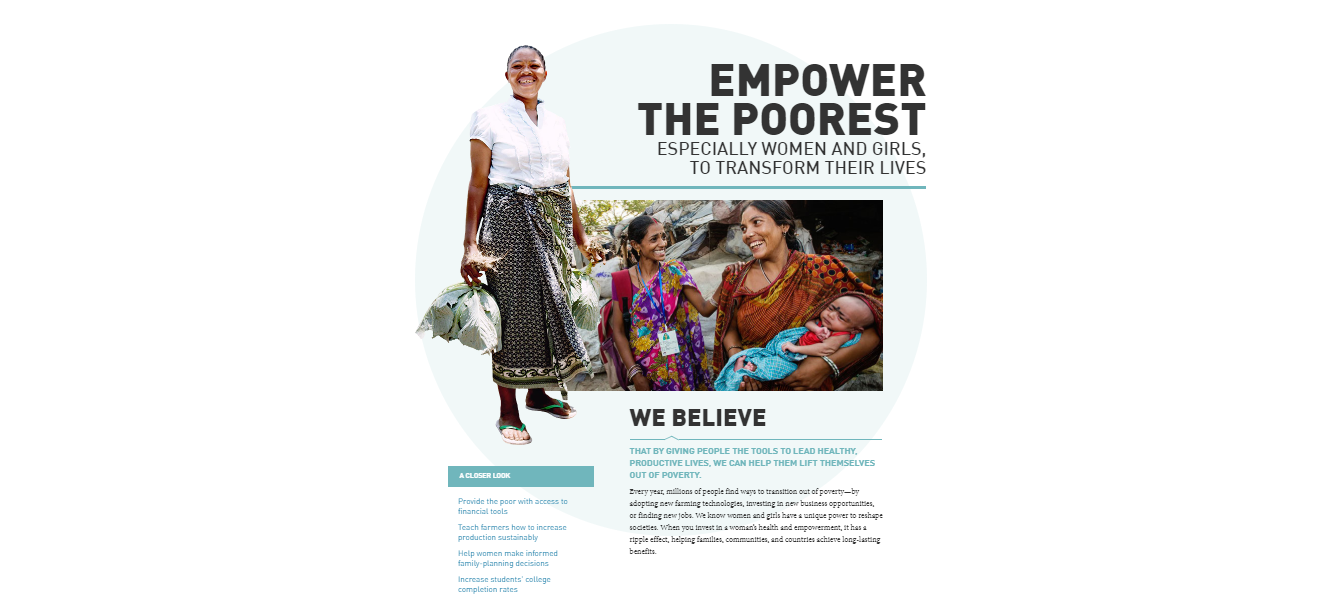 EMPOWER
THE POOREST
ESPECIALLY WOMEN AND GIRLS,
TO TRANSFORM THEIR LIVES
WE BELIEVE
THAT BY GIVING PEOPLE THE TOOLS TO LEAD HEALTHY,
PRODUCTIVE LIVES, WE CAN HELP THEM LIFT THEMSELVES
OUT OF POVERTY.
Every year, millions of people find ways to transition out of poverty—by
adopting new farming technologies, investing in new business opportunities,
or finding new jobs. We know women and girls have a unique power to reshape
societies. When you invest in a woman's health and empowerment, it has a
ripple effect, helping families, communities, and countries achieve long-lasting
benefits.
A CLOSER LOOK
Provide the poor with access to
financial tools
Teach farmers how to increase
production sustainably
Help women make informed
family-planning decisions
Increase students' college
completion rates